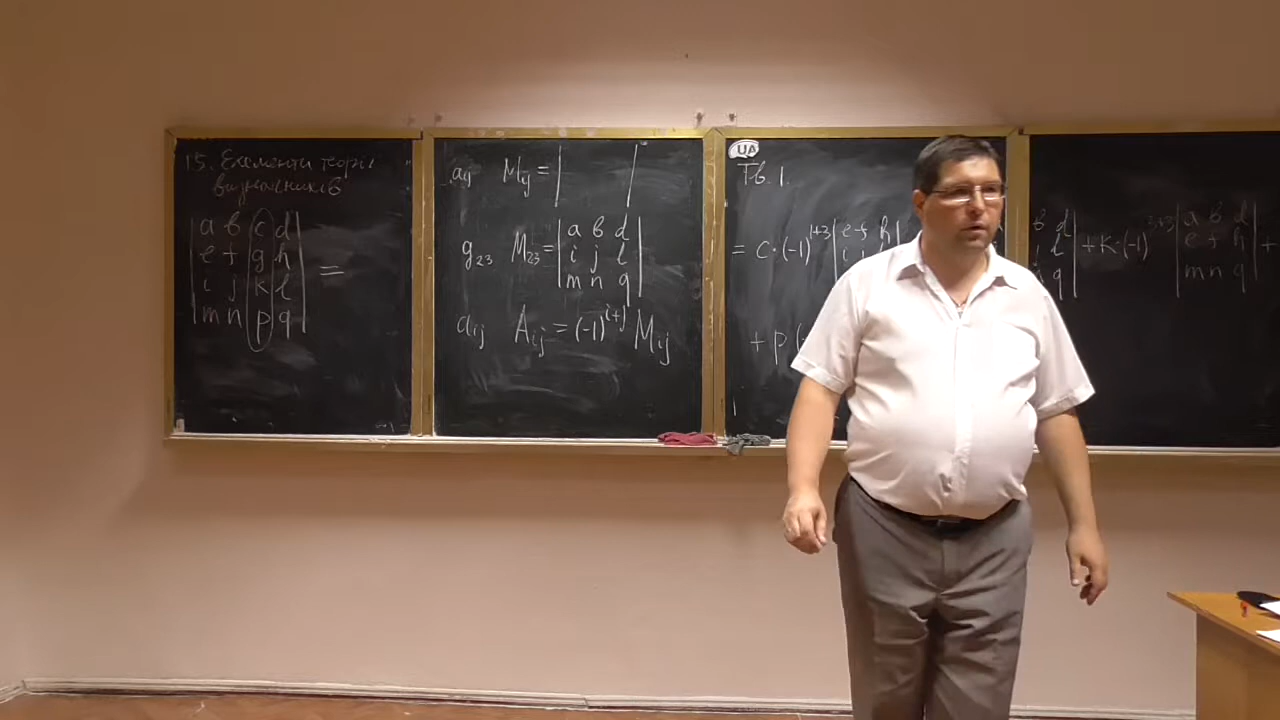 15. Елементи теорії
визначників
a b c d
e f g h
i j k l
m n p q
=
aij Mij = | |
g23 M23 = | a b d |
| i j l |
| m n q |
aij Aij = (-1)^i+j Mij
UA
Тв. 1.
= c·(-1)^1+3 | e f h |
+ p
b d
l
q
+ k·(-1)^3+3 | a b d |
| e f h |
| m n q |
+